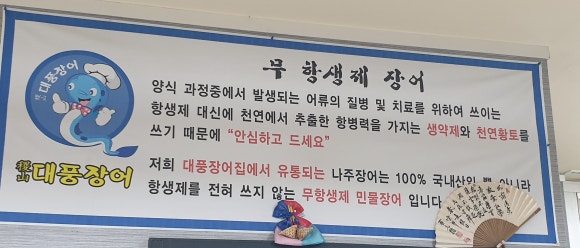 대풍장어
무 항생제 장어
양식 과정중에서 발생되는 어류의 질병 및 치료를 위하여 쓰이는
항생제 대신에 천연에서 추출한 항병력을 가지는 생약제와 천연황토를
쓰기 때문에 "안심하고 드세요"
대풍장어
저희 대풍장어집에서 유통되는 나주장어는 100% 국내산일 뿐 아니라
항생제를 전혀 쓰지 않는 무항생제 민물장어 입니다